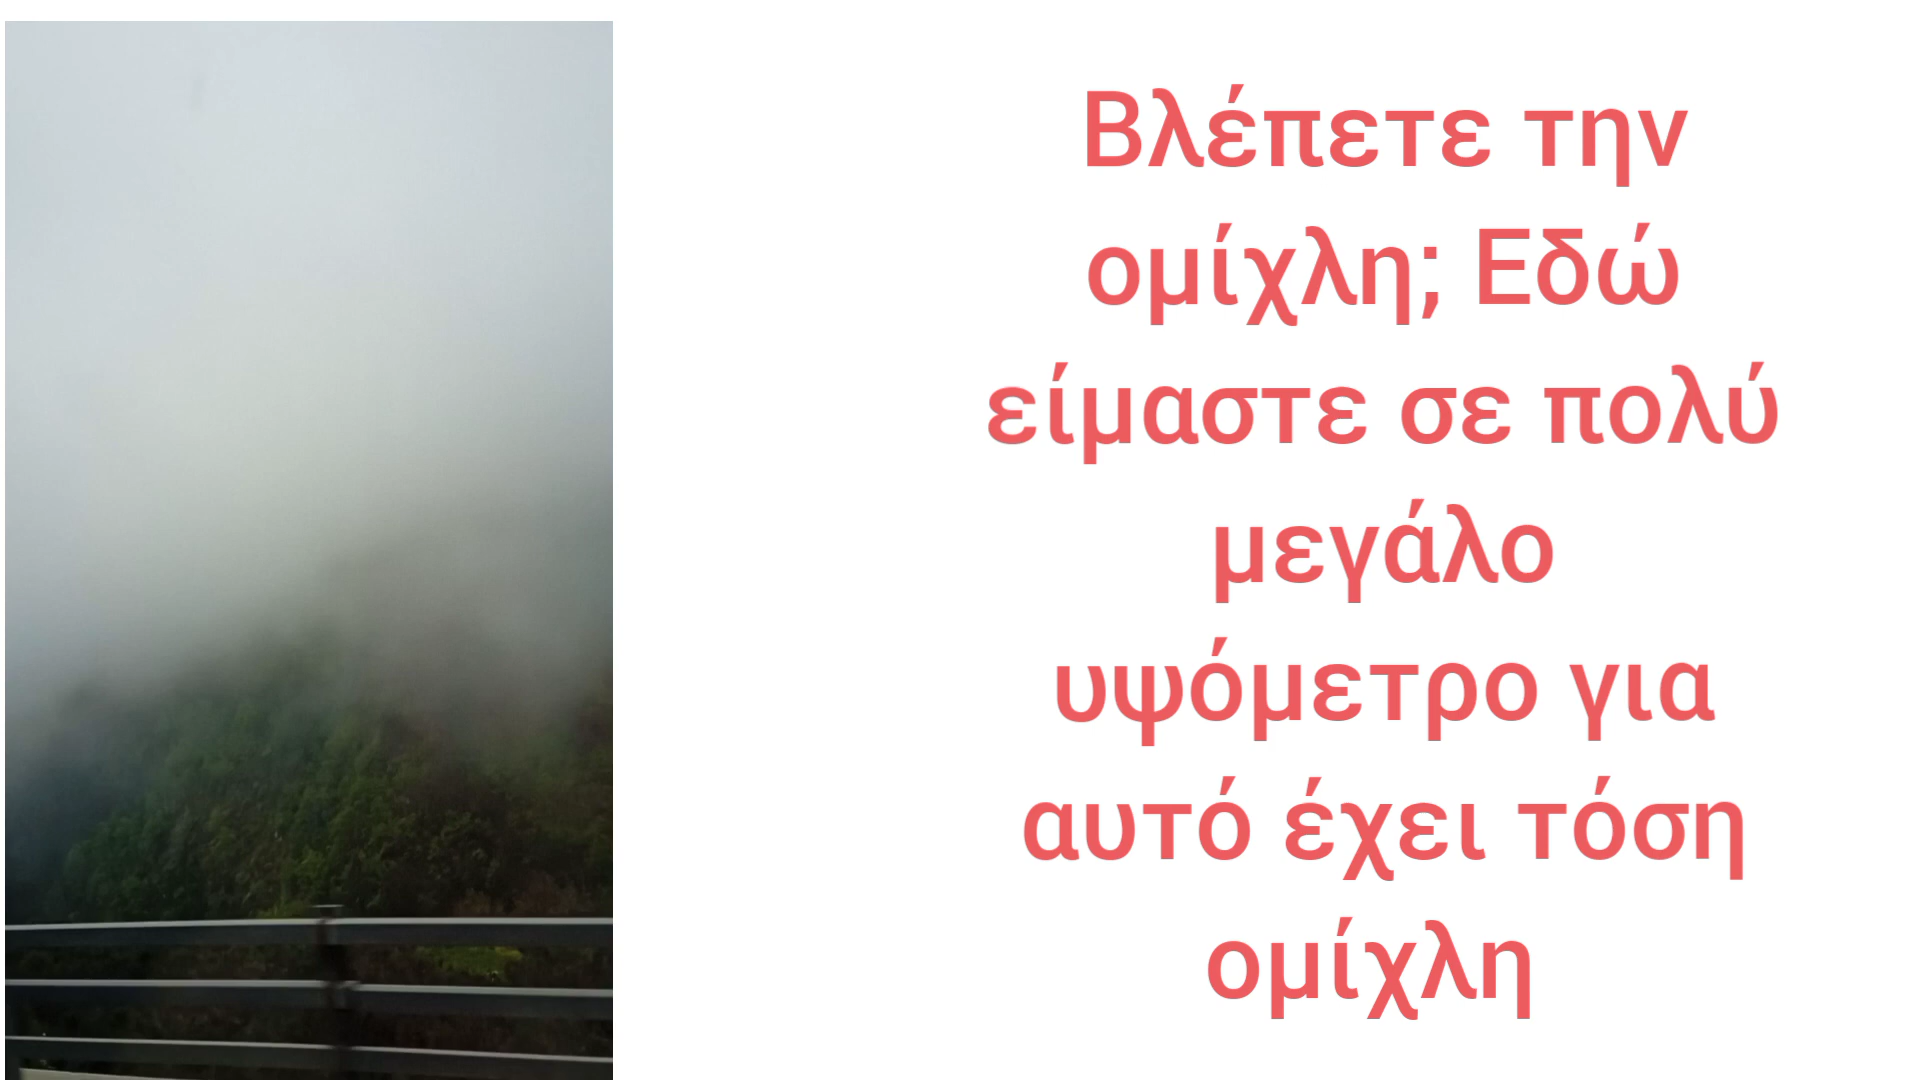 Βλέπετε την
ομίχλη; Εδώ
είμαστε σε πολύ
μεγάλο
υψόμετρο για
αυτό έχει τόση
ομίχλη